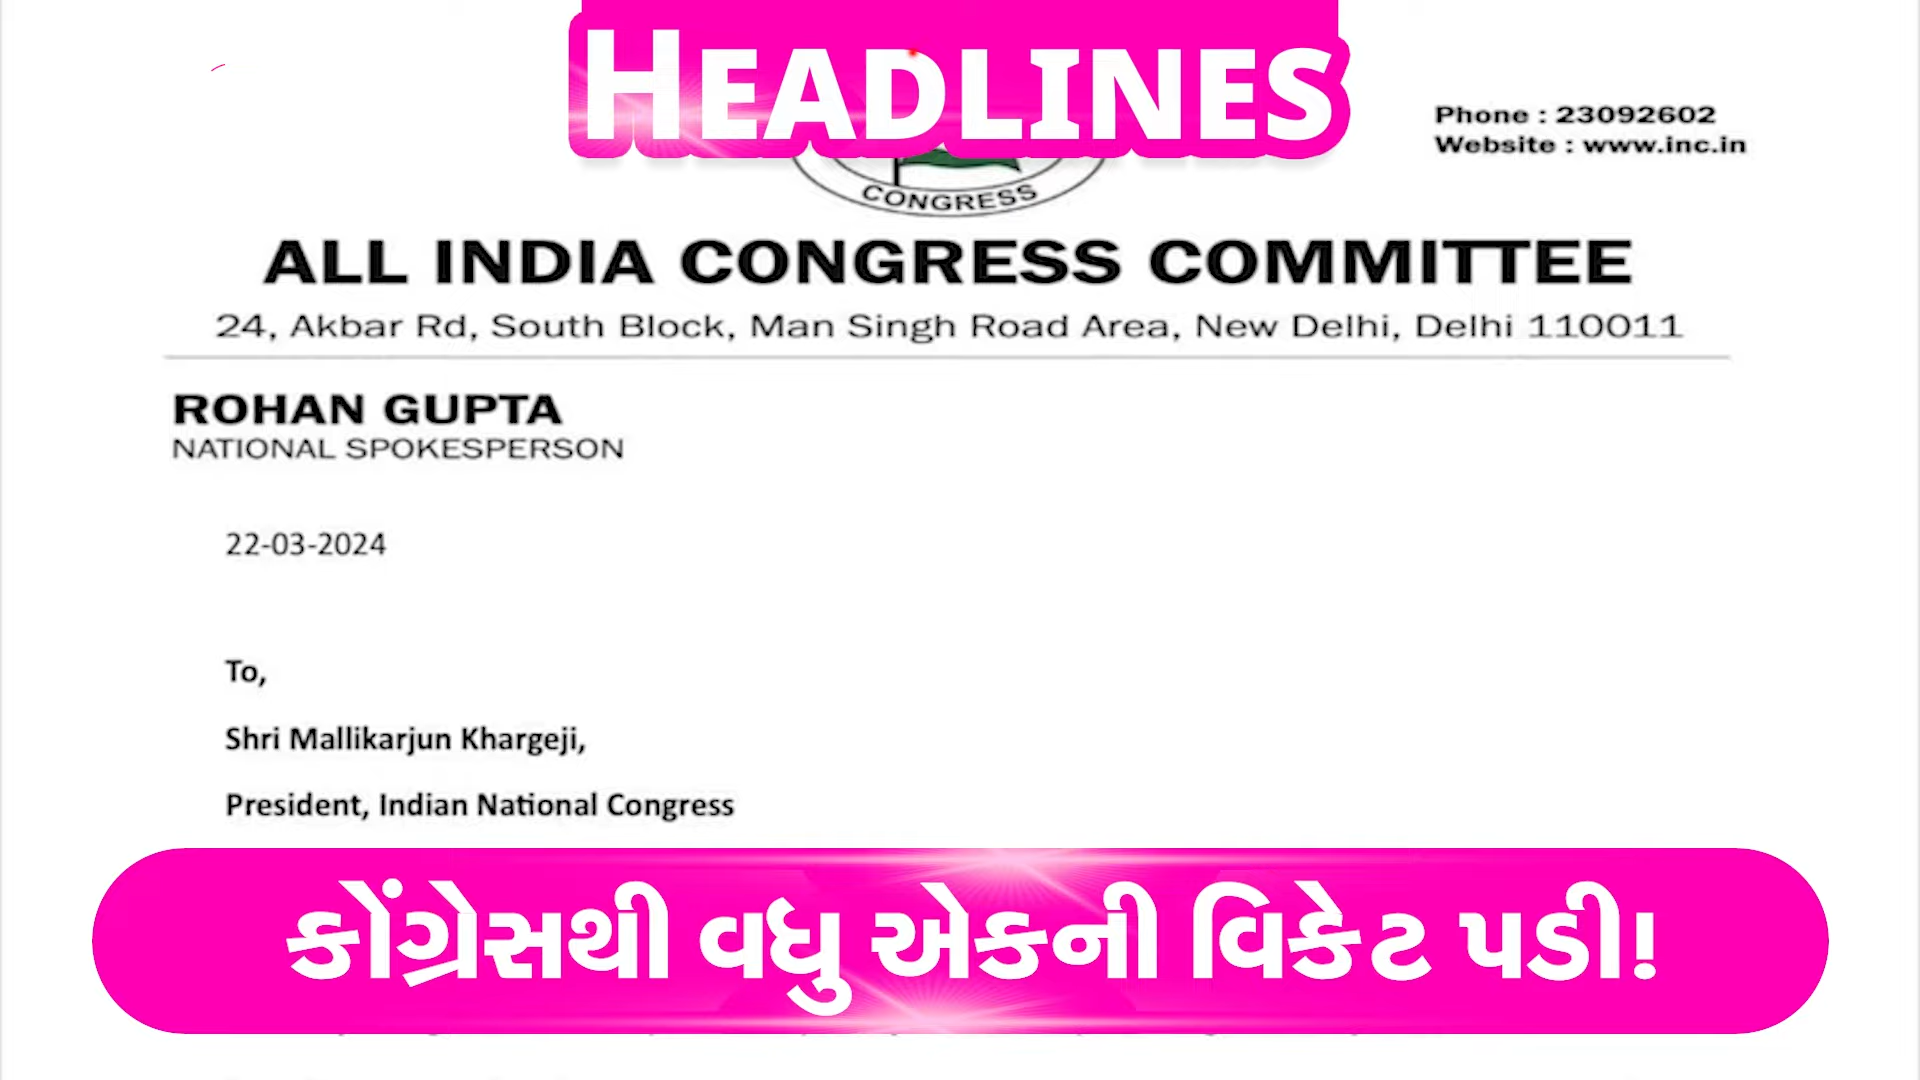 HEADLINES
Phone : 23092602
Website : www.inc.in
CONGRESS
ALL INDIA CONGRESS COMMITTEE
24, Akbar Rd, South Block, Man Singh Road Area, New Delhi, Delhi 110011
ROHAN GUPTA
NATIONAL SPOKESPERSON
22-03-2024
To,
Shri Mallikarjun Khargeji,
President, Indian National Congress
કોંગ્રેસથી વધુ એકની વિકેટ પડી!